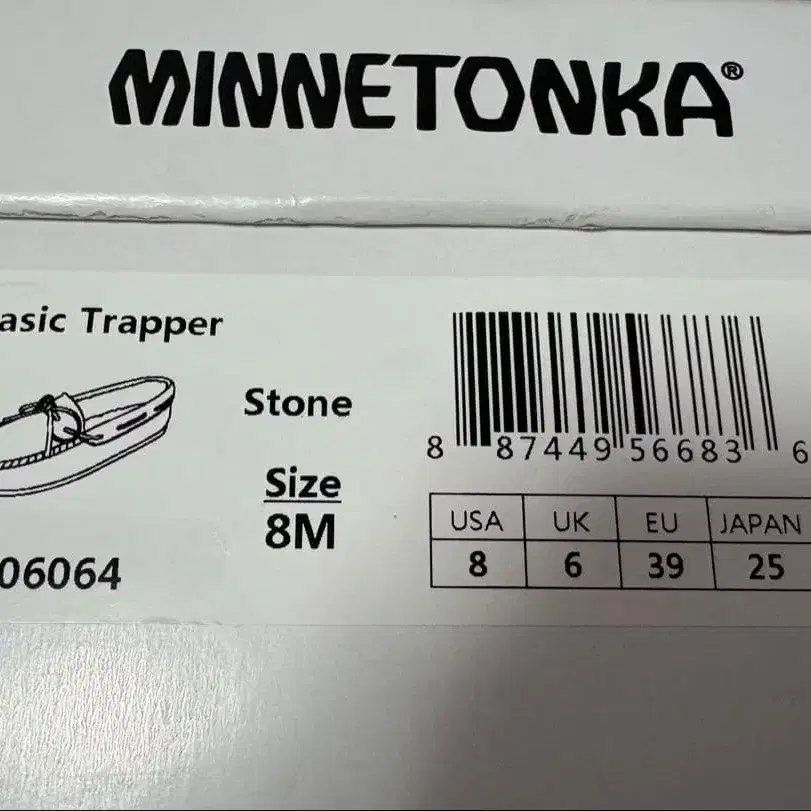 MINNETONKA®
asic Trapper
Stone
Size
8M
06064
8 87449 56683 6
USA UK EU JAPAN
8 6 39 25